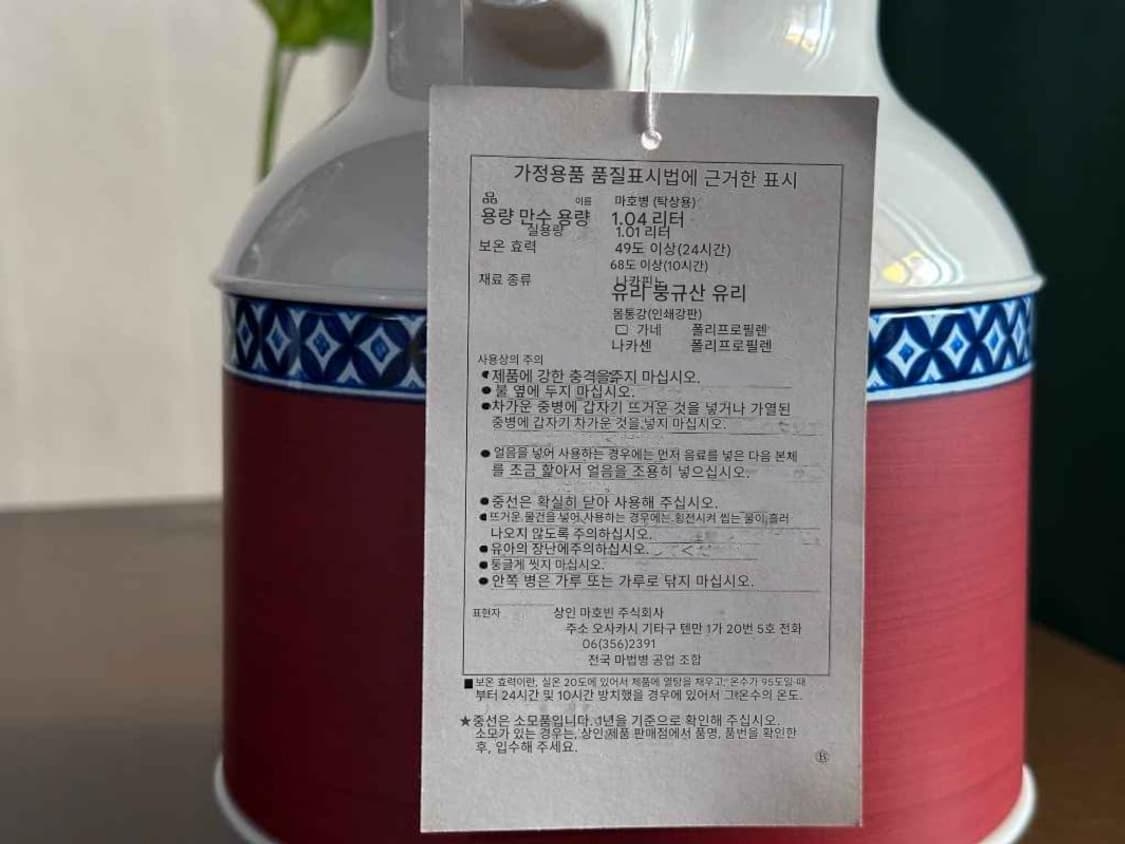 가정용품 품질표시법에 근거한 표시
品 이름 마호병 (탁상용)
용량 만수 용량 1.04 리터
실용량 1.01 리터
보온 효력 49도 이상(24시간)
68도 이상(10시간)
재료 종류 나카피노
유리 붕규산 유리
몸통강(인쇄강판)
口 가네 폴리프로필렌
나카센 폴리프로필렌
사용상의 주의
●제품에 강한 충격을주지 마십시오.
●불 옆에 두지 마십시오.
●차가운 중병에 갑자기 뜨거운 것을 넣거나 가열된
중병에 갑자기 차가운 것을 넣지 마십시오.
●얼음을 넣어 사용하는 경우에는 먼저 음료를 넣은 다음 본체
를 조금 핥아서 얼음을 조용히 넣으십시오.
●중선은 확실히 닫아 사용해 주십시오.
●뜨거운 물건을 넣어 사용하는 경우에는 횡전시켜 씹는 물이 흘러
나오지 않도록 주의하십시오.
●유아의 장난에주의하십시오.
●둥글게 씻지 마십시오.
●안쪽 병은 가루 또는 가루로 닦지 마십시오.
표현자 상인 마호빈 주식회사
주소 오사카시 기타구 텐만 1가 20번 5호 전화
06(356)2391
전국 마법병 공업 조합
■보온 효력이란, 실온 20도에 있어서 제품에 열탕을 채우고, 온수가 95도일 때
부터 24시간 및 10시간 방치했을 경우에 있어서 그 온수의 온도.
★중선은 소모품입니다. 1년을 기준으로 확인해 주십시오.
소모가 있는 경우는, 상인 제품 판매점에서 품명, 품번을 확인한
후, 입수해 주세요.
Ⓑ